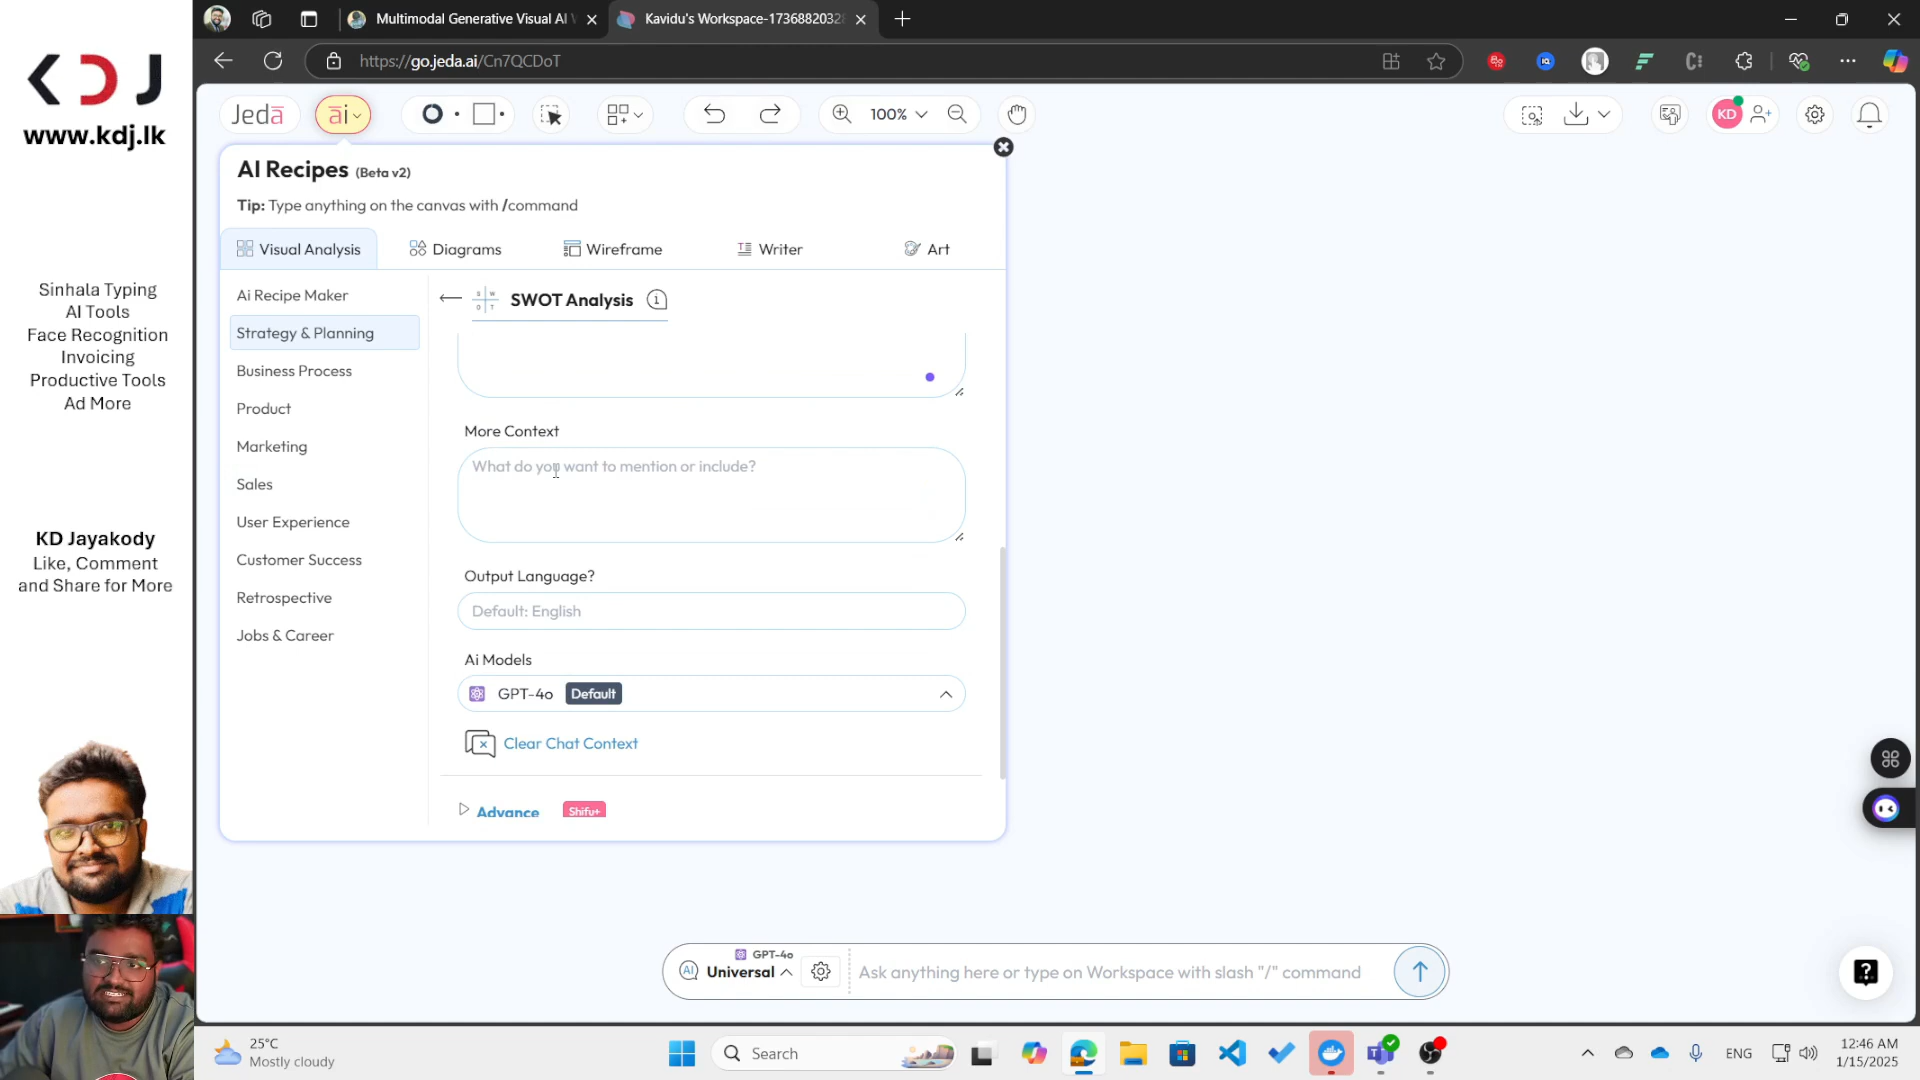 KDJ
www.kdj.lk
Sinhala Typing
AI Tools
Face Recognition
Invoicing
Productive Tools
Ad More
KD Jayakody
Like, Comment
and Share for More
Multimodal Generative Visual AI
Kavidu's Workspace-1736882032
https://go.jeda.ai/Cn7QCDoT
Jedā
āi
100%
KD
AI Recipes (Beta v2)
Tip: Type anything on the canvas with /command
Visual Analysis
Diagrams
Wireframe
Writer
Art
Ai Recipe Maker
Strategy & Planning
Business Process
Product
Marketing
Sales
User Experience
Customer Success
Retrospective
Jobs & Career
S W O T
SWOT Analysis
More Context
What do you want to mention or include?
Output Language?
Default: English
Ai Models
GPT-4o Default
Clear Chat Context
Advance Shifu+
GPT-4o
AI Universal
Ask anything here or type on Workspace with slash "/" command
25°C
Mostly cloudy
Search
ENG
12:46 AM
1/15/2025